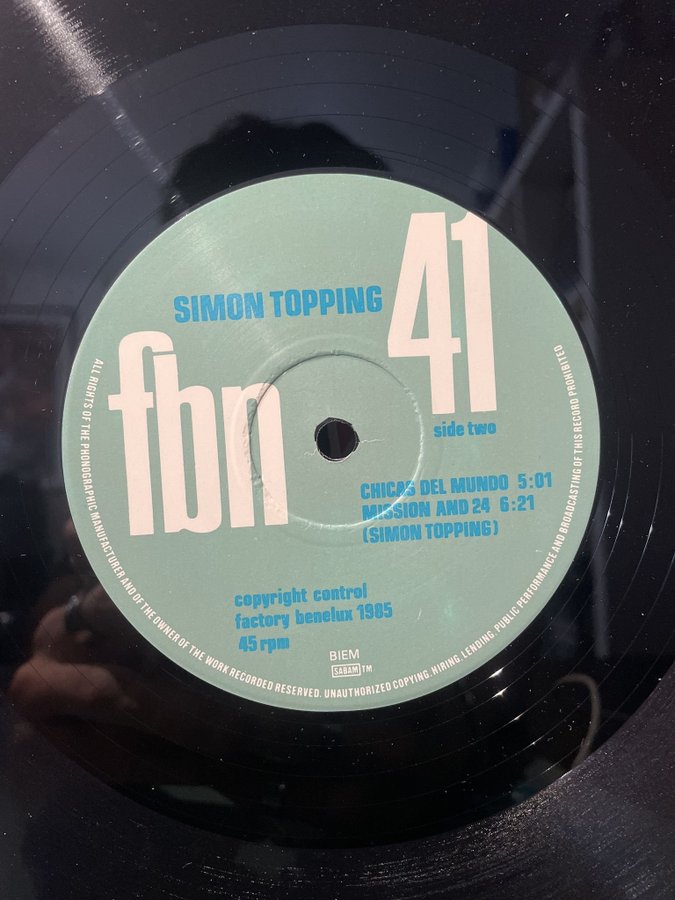 41
SIMON TOPPING
fbn
side two
CHICAS DEL MUNDO 5:01
MISSION AND 24 6:21
(SIMON TOPPING)
copyright control
factory benelux 1985
45 rpm
BIEM
SABAM TM
ALL RIGHTS OF THE PHONOGRAPHIC MANUFACTURER AND OF THE OWNER OF THE WORK RECORDED RESERVED. UNAUTHORIZED COPYING, HIRING, LENDING, PUBLIC PERFORMANCE AND BROADCASTING OF THIS RECORD PROHIBITED